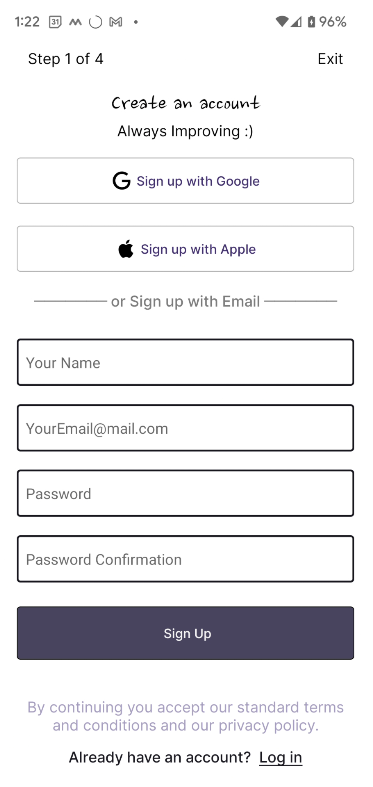 1:22 31 96%
Step 1 of 4 Exit
Create an account
Always Improving :)
Sign up with Google
Sign up with Apple
or Sign up with Email
Your Name
YourEmail@mail.com
Password
Password Confirmation
Sign Up
By continuing you accept our standard terms
and conditions and our privacy policy.
Already have an account? Log in